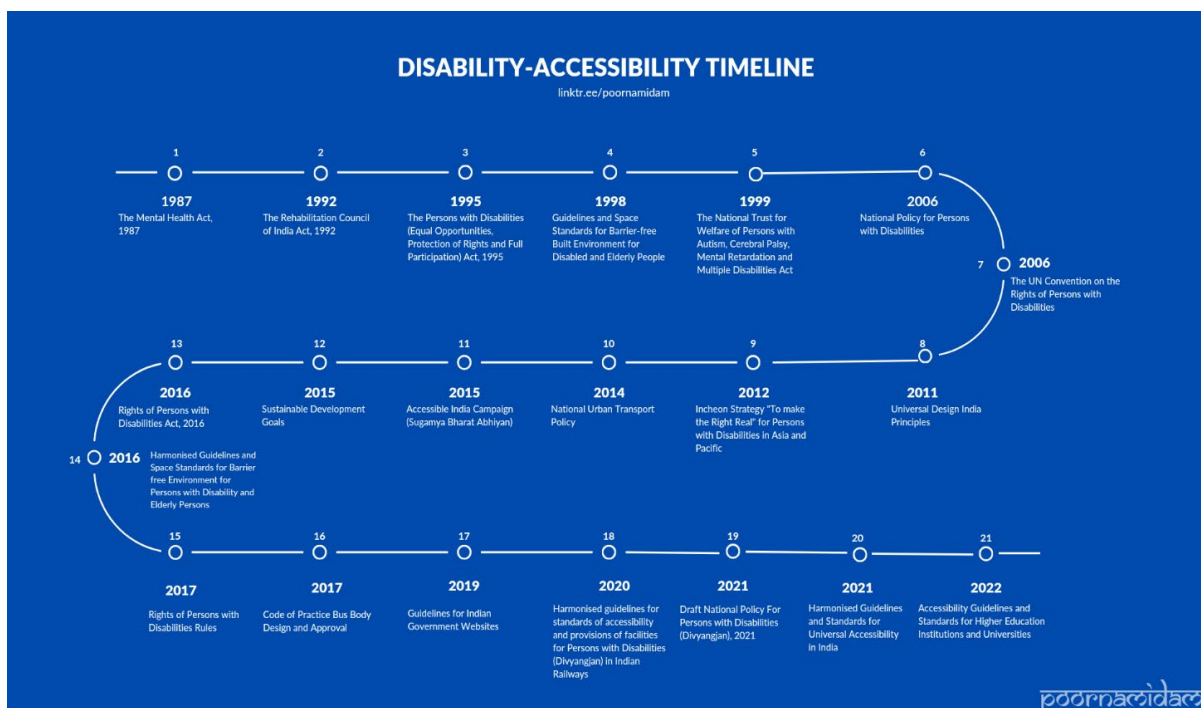 DISABILITY-ACCESSIBILITY TIMELINE
linktr.ee/poornamidam
1
1987
The Mental Health Act,
1987
2
1992
The Rehabilitation Council
of India Act, 1992
3
1995
The Persons with Disabilities
(Equal Opportunities,
Protection of Rights and Full
Participation) Act, 1995
4
1998
Guidelines and Space
Standards for Barrier-free
Built Environment for
Disabled and Elderly People
5
1999
The National Trust for
Welfare of Persons with
Autism, Cerebral Palsy,
Mental Retardation and
Multiple Disabilities Act
6
2006
National Policy for Persons
with Disabilities
7
2006
The UN Convention on the
Rights of Persons with
Disabilities
8
2011
Universal Design India
Principles
9
2012
Incheon Strategy "To make
the Right Real" for Persons
with Disabilities in Asia and
Pacific
10
2014
National Urban Transport
Policy
11
2015
Accessible India Campaign
(Sugamya Bharat Abhiyan)
12
2015
Sustainable Development
Goals
13
2016
Rights of Persons with
Disabilities Act, 2016
14
2016
Harmonised Guidelines and
Space Standards for Barrier
free Environment for
Persons with Disability and
Elderly Persons
15
2017
Rights of Persons with
Disabilities Rules
16
2017
Code of Practice Bus Body
Design and Approval
17
2019
Guidelines for Indian
Government Websites
18
2020
Harmonised guidelines for
standards of accessibility
and provisions of facilities
for Persons with Disabilities
(Divyangjan) in Indian
Railways
19
2021
Draft National Policy For
Persons with Disabilities
(Divyangjan), 2021
20
2021
Harmonised Guidelines
and Standards for
Universal Accessibility
in India
21
2022
Accessibility Guidelines and
Standards for Higher Education
Institutions and Universities
poornamidam